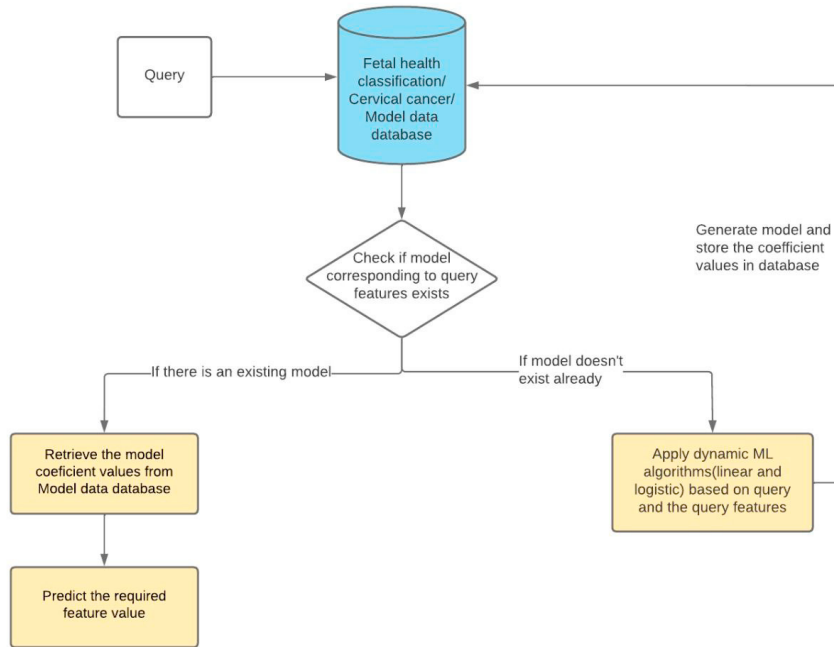 Query
Fetal health
classification/
Cervical cancer/
Model data
database
Generate model and
store the coefficient
values in database
Check if model
corresponding to query
features exists
If there is an existing model
If model doesn't
exist already
Retrieve the model
coeficient values from
Model data database
Apply dynamic ML
algorithms(linear and
logistic) based on query
and the query features
Predict the required
feature value